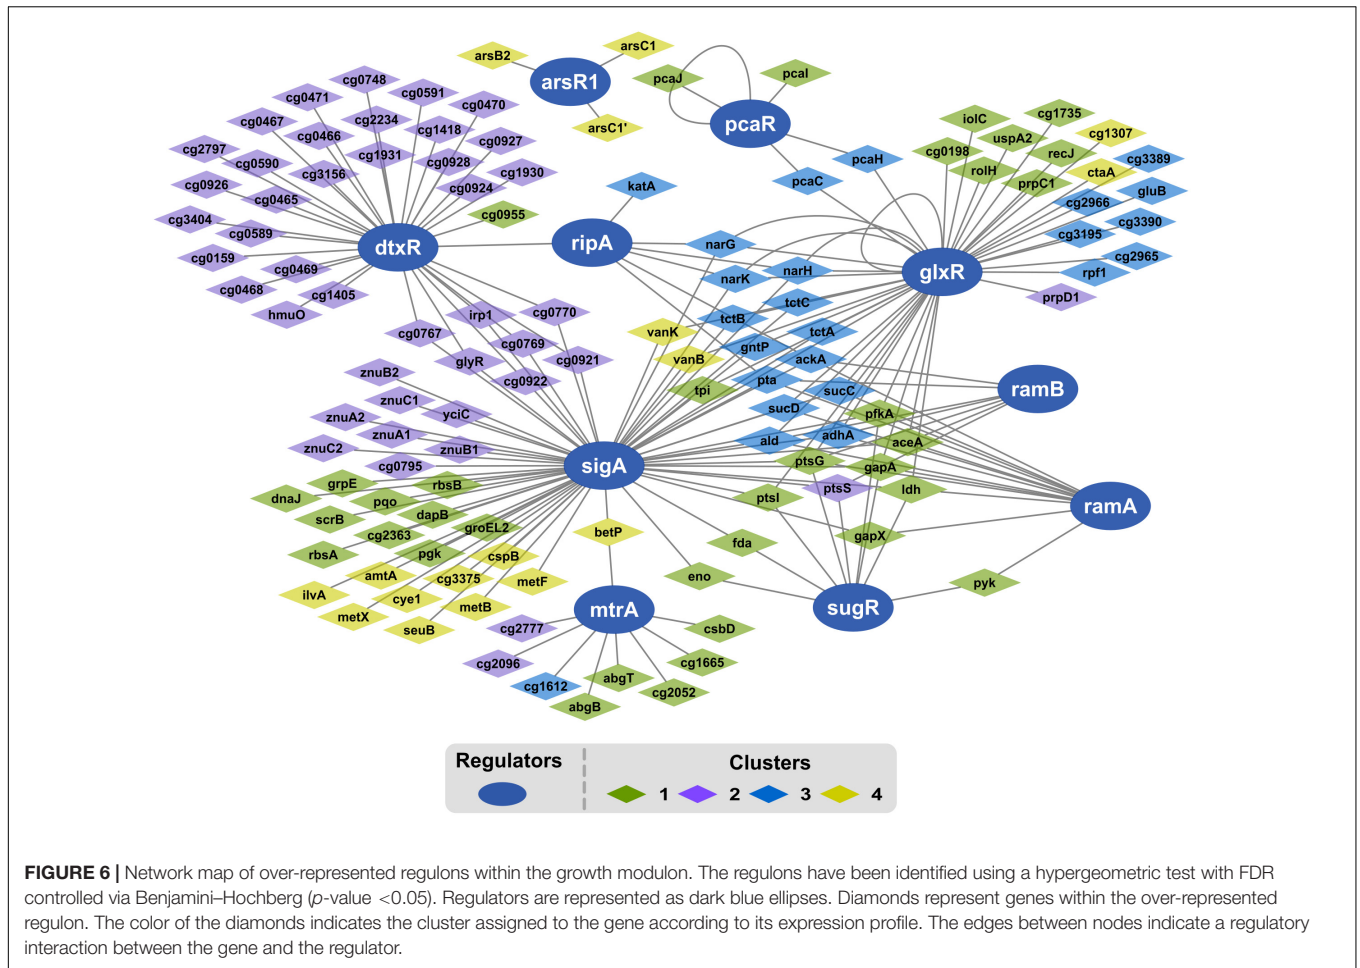 arsB2
arsC1
arsR1
arsC1'
pcaJ
pcaI
pcaR
pcaH
pcaC
cg0748
cg0471
cg0591
cg0470
cg0467
cg2234
cg0466
cg1418
cg0927
cg2797
cg0590
cg1931
cg0928
cg1930
cg3156
cg0926
cg0924
cg0465
cg0955
cg3404
cg0589
dtxR
cg0159
cg0469
cg0468
cg1405
hmuO
katA
ripA
iolC
cg1735
uspA2
cg1307
cg0198
recJ
cg3389
rolH
prpC1
ctaA
gluB
cg2966
cg3390
cg3195
cg2965
rpf1
prpD1
glxR
narG
narH
narK
tctC
tctB
tctA
vanK
gntP
vanB
ackA
tpi
pta
sucC
sucD
pfkA
ald
adhA
aceA
ptsG
gapA
ptsS
ldh
ptsI
gapX
ramB
ramA
cg0767
irp1
cg0770
cg0769
glyR
cg0921
cg0922
znuB2
znuC1
yciC
znuA2
znuA1
znuC2
znuB1
cg0795
sigA
grpE
rbsB
dnaJ
pqo
scrB
dapB
groEL2
rbsA
cg2363
pgk
cspB
amtA
cg3375
metF
ilvA
cye1
metB
metX
seuB
betP
fda
eno
pyk
sugR
mtrA
cg2777
csbD
cg2096
cg1665
cg1612
abgT
cg2052
abgB
Regulators
Clusters
1
2
3
4
FIGURE 6 | Network map of over-represented regulons within the growth modulon. The regulons have been identified using a hypergeometric test with FDR
controlled via Benjamini–Hochberg (p-value <0.05). Regulators are represented as dark blue ellipses. Diamonds represent genes within the over-represented
regulon. The color of the diamonds indicates the cluster assigned to the gene according to its expression profile. The edges between nodes indicate a regulatory
interaction between the gene and the regulator.